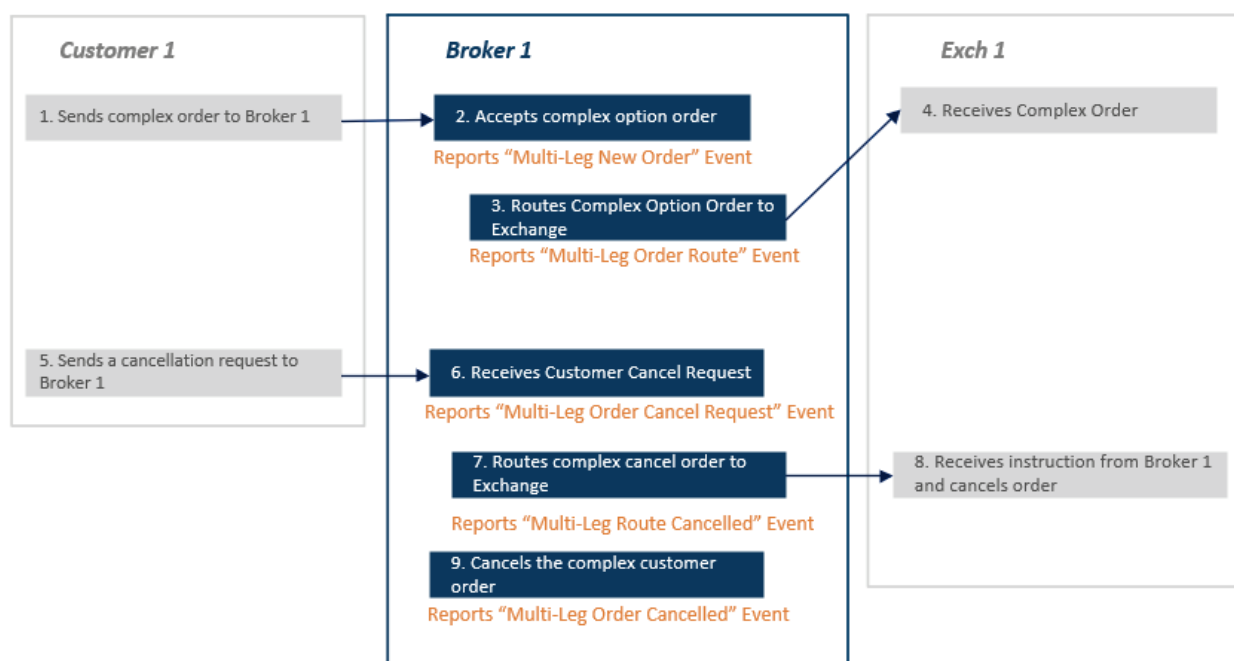 Customer 1
Broker 1
Exch 1
1. Sends complex order to Broker 1
2. Accepts complex option order
4. Receives Complex Order
Reports “Multi-Leg New Order” Event
3. Routes Complex Option Order to
Exchange
Reports “Multi-Leg Order Route” Event
5. Sends a cancellation request to
Broker 1
6. Receives Customer Cancel Request
Reports “Multi-Leg Order Cancel Request” Event
7. Routes complex cancel order to
Exchange
8. Receives instruction from Broker 1
and cancels order
Reports “Multi-Leg Route Cancelled” Event
9. Cancels the complex customer
order
Reports “Multi-Leg Order Cancelled” Event